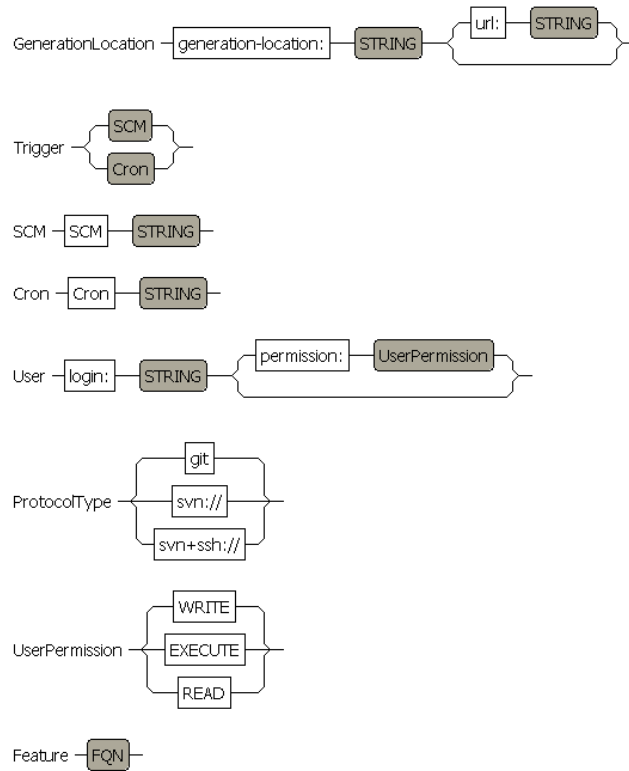 GenerationLocation generation-location: STRING url: STRING
Trigger SCM
Cron
SCM SCM STRING
Cron Cron STRING
User login: STRING permission: UserPermission
ProtocolType git
svn://
svn+ssh://
UserPermission WRITE
EXECUTE
READ
Feature FQN